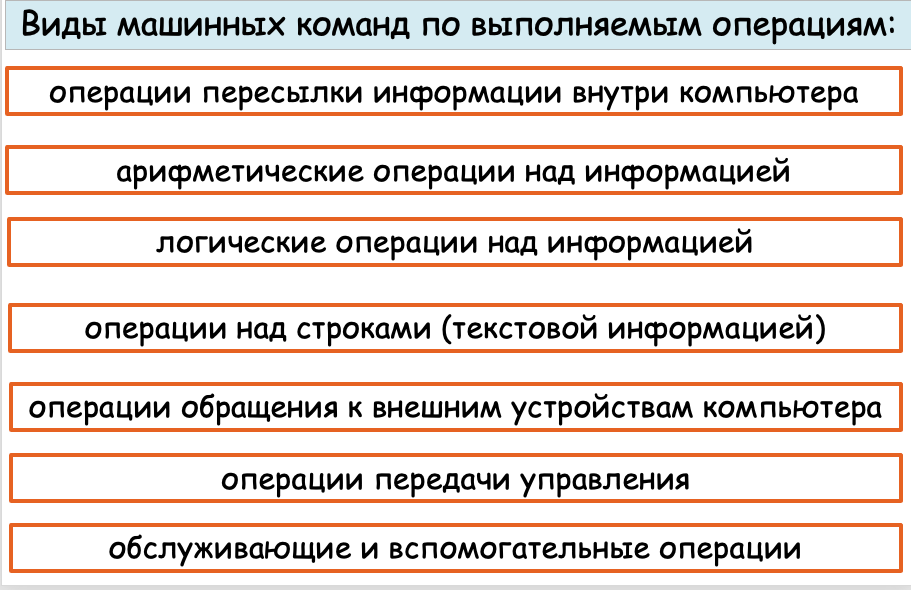 Виды машинных команд по выполняемым операциям:
операции пересылки информации внутри компьютера
арифметические операции над информацией
логические операции над информацией
операции над строками (текстовой информацией)
операции обращения к внешним устройствам компьютера
операции передачи управления
обслуживающие и вспомогательные операции